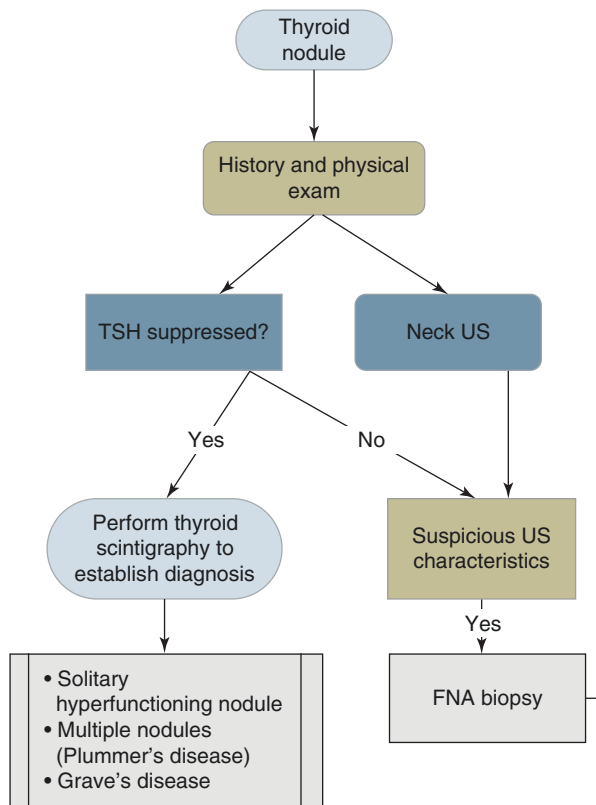 Thyroid
nodule
History and physical
exam
TSH suppressed?
Neck US
Yes
No
Perform thyroid
scintigraphy to
establish diagnosis
Suspicious US
characteristics
Yes
• Solitary
hyperfunctioning nodule
• Multiple nodules
(Plummer's disease)
• Grave's disease
FNA biopsy